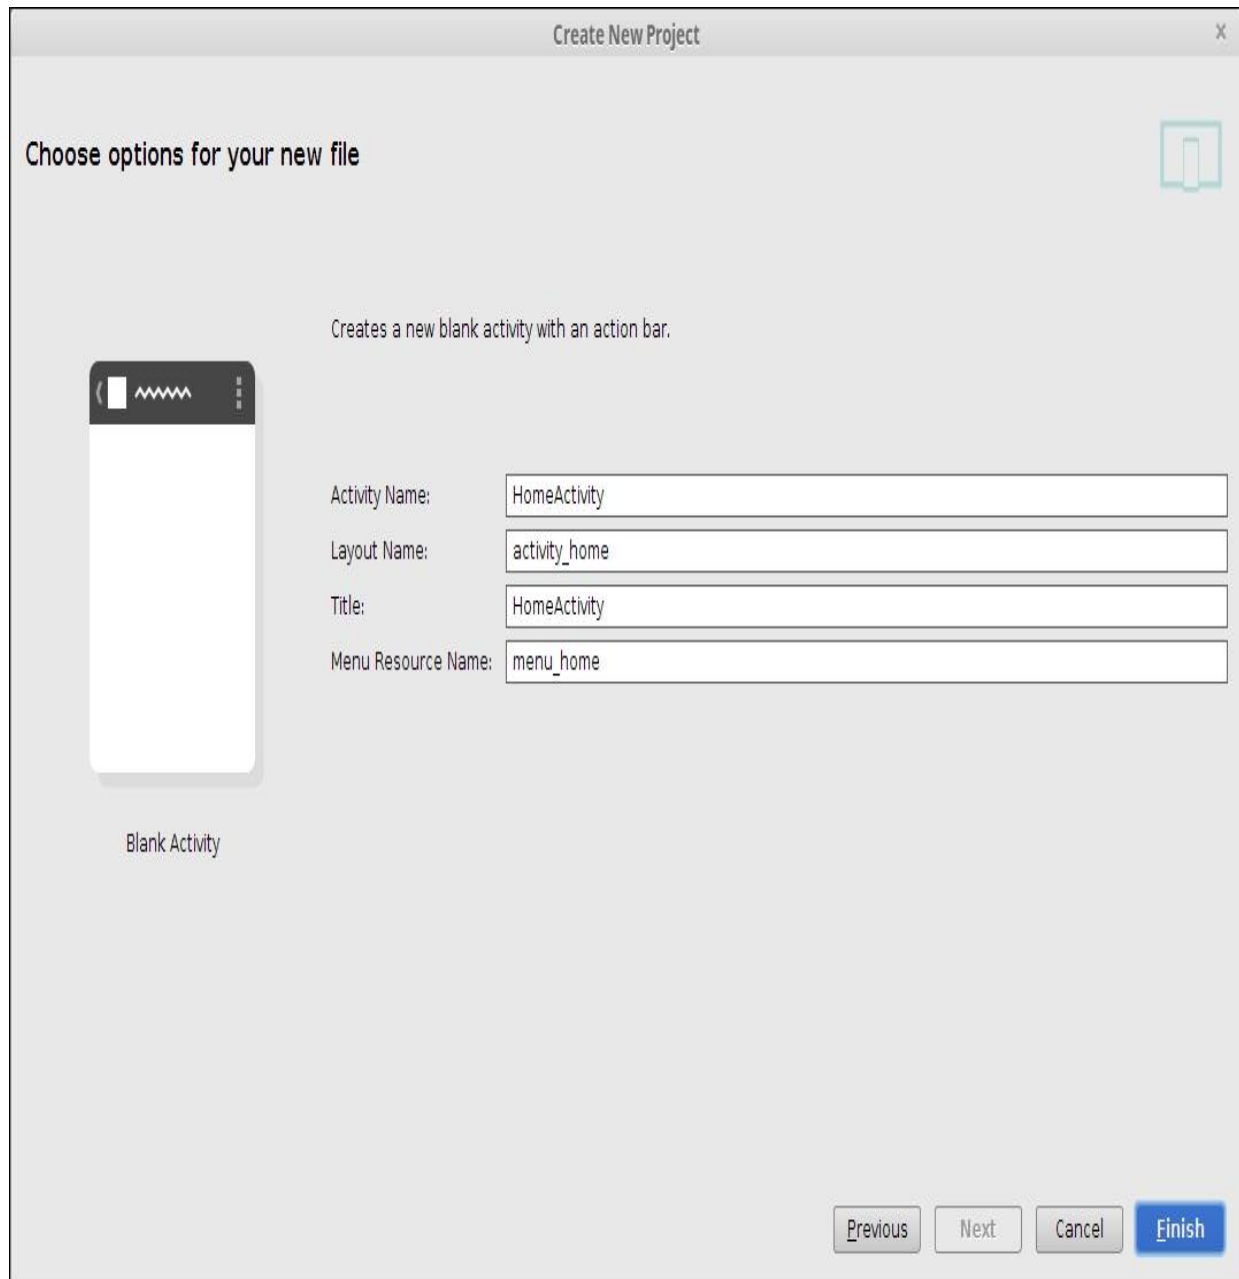 Create New Project
x
Choose options for your new file
Creates a new blank activity with an action bar.
Activity Name: HomeActivity
Layout Name: activity_home
Title: HomeActivity
Menu Resource Name: menu_home
Blank Activity
Previous Next Cancel Finish